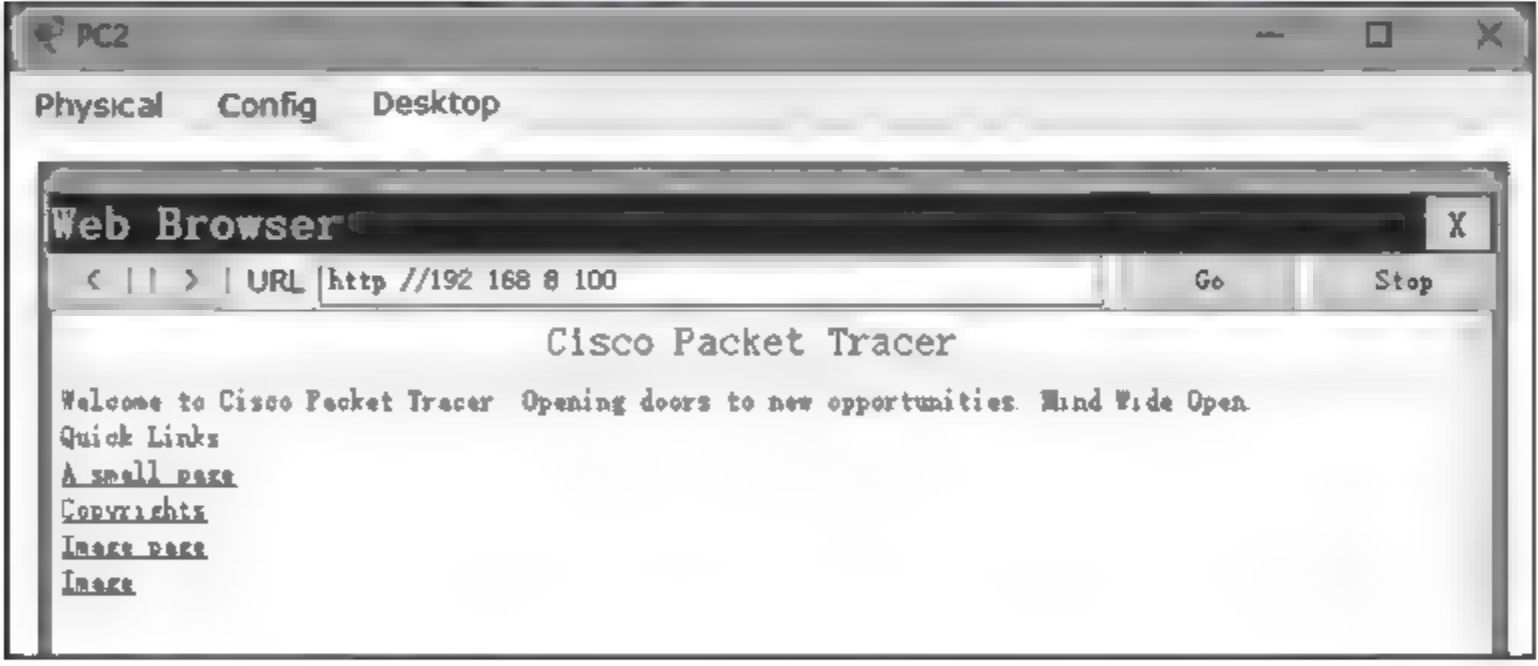 PC2
Physical Config Desktop
Web Browser
X
< > URL http //192 168 8 100 Go Stop
Cisco Packet Tracer
Welcome to Cisco Packet Tracer Opening doors to new opportunities. Mind Wide Open
Quick Links
A small page
Copyrights
Image page
Image